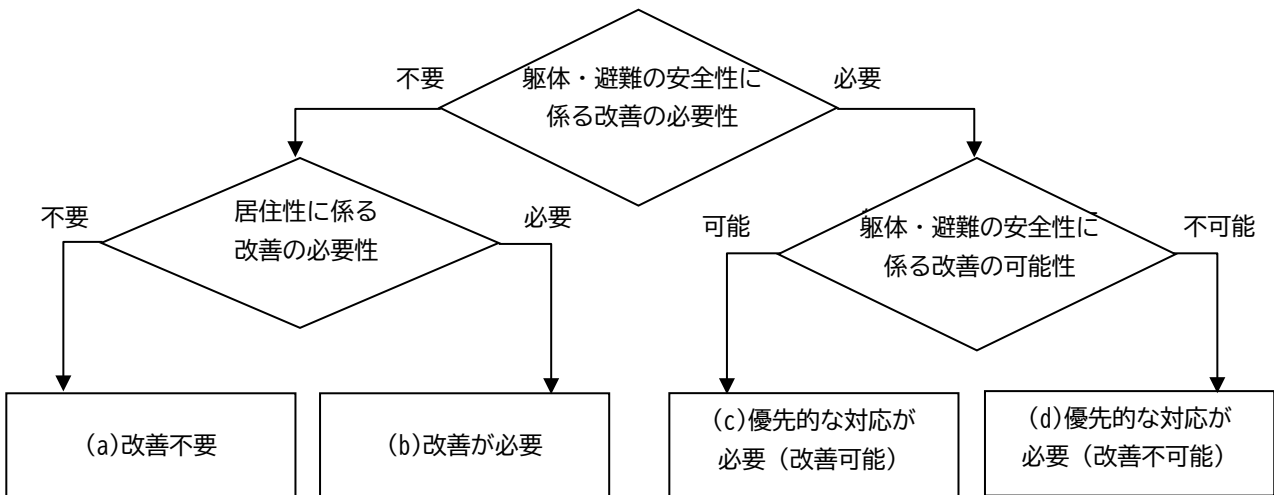 不要
躯体・避難の安全性に
係る改善の必要性
必要
不要
居住性に係る
改善の必要性
必要
可能
躯体・避難の安全性に
係る改善の可能性
不可能
(a)改善不要
(b)改善が必要
(c)優先的な対応が
必要（改善可能）
(d)優先的な対応が
必要（改善不可能）